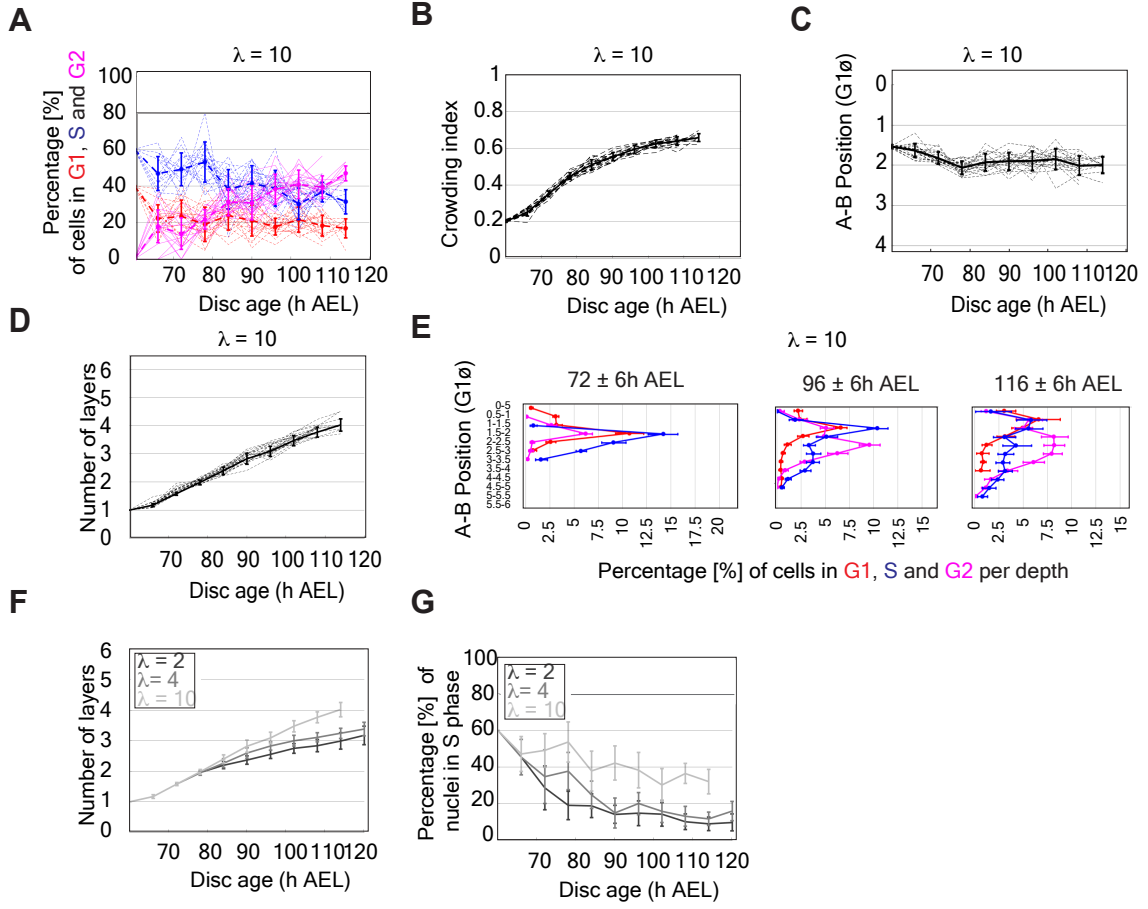 A
λ = 10
Percentage [%]
of cells in G1, S and G2
100
80
60
40
20
0
70 80 90 100 110 120
Disc age (h AEL)
B
λ = 10
Crowding index
1
0.8
0.6
0.4
0.2
0
70 80 90 100 110 120
Disc age (h AEL)
C
λ = 10
A-B Position (G1ø)
0
1
2
3
4
70 80 90 100 110120
Disc age (h AEL)
D
λ = 10
Number of layers
6
5
4
3
2
1
0
70 80 90 100 110 120
Disc age (h AEL)
E
λ = 10
72 ± 6h AEL
96 ± 6h AEL
116 ± 6h AEL
A-B Position (G1ø)
0-5
0.5-1
1-1.5
1.5-2
2-2.5
2.5-3
3-3.5
3.5-4
4-4.5
4.5-5
5-5.5
5.5-6
0 2.5 5 7.5 10 12.5 15 17.5 20
0 2.5 5 7.5 10 12.5 15
0 2.5 5 7.5 10 12.5 15
Percentage [%] of cells in G1, S and G2 per depth
F
λ = 2
λ= 4
λ = 10
Number of layers
6
5
4
3
2
1
0
70 80 90 100 110 120
Disc age (h AEL)
G
λ = 2
λ= 4
λ = 10
Percentage [%] of
nuclei in S phase
100
80
60
40
20
0
70 80 90 100 110 120
Disc age (h AEL)